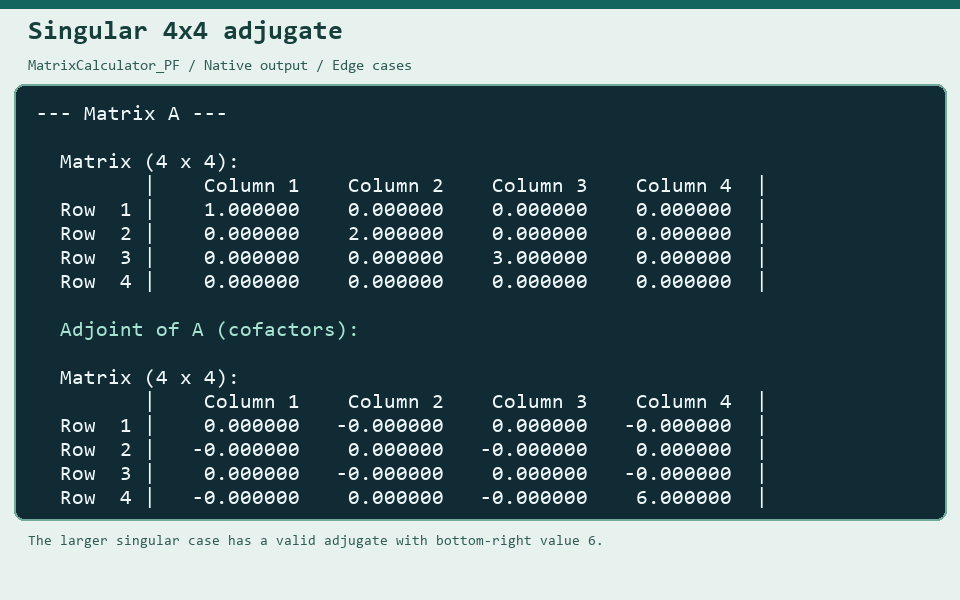 Singular 4x4 adjugate
MatrixCalculator_PF / Native output / Edge cases
--- Matrix A ---
Matrix (4 x 4):
| Column 1 Column 2 Column 3 Column 4 |
Row 1 | 1.000000 0.000000 0.000000 0.000000 |
Row 2 | 0.000000 2.000000 0.000000 0.000000 |
Row 3 | 0.000000 0.000000 3.000000 0.000000 |
Row 4 | 0.000000 0.000000 0.000000 0.000000 |
Adjoint of A (cofactors):
Matrix (4 x 4):
| Column 1 Column 2 Column 3 Column 4 |
Row 1 | 0.000000 -0.000000 0.000000 -0.000000 |
Row 2 | -0.000000 0.000000 -0.000000 0.000000 |
Row 3 | 0.000000 -0.000000 0.000000 -0.000000 |
Row 4 | -0.000000 0.000000 -0.000000 6.000000 |
The larger singular case has a valid adjugate with bottom-right value 6.